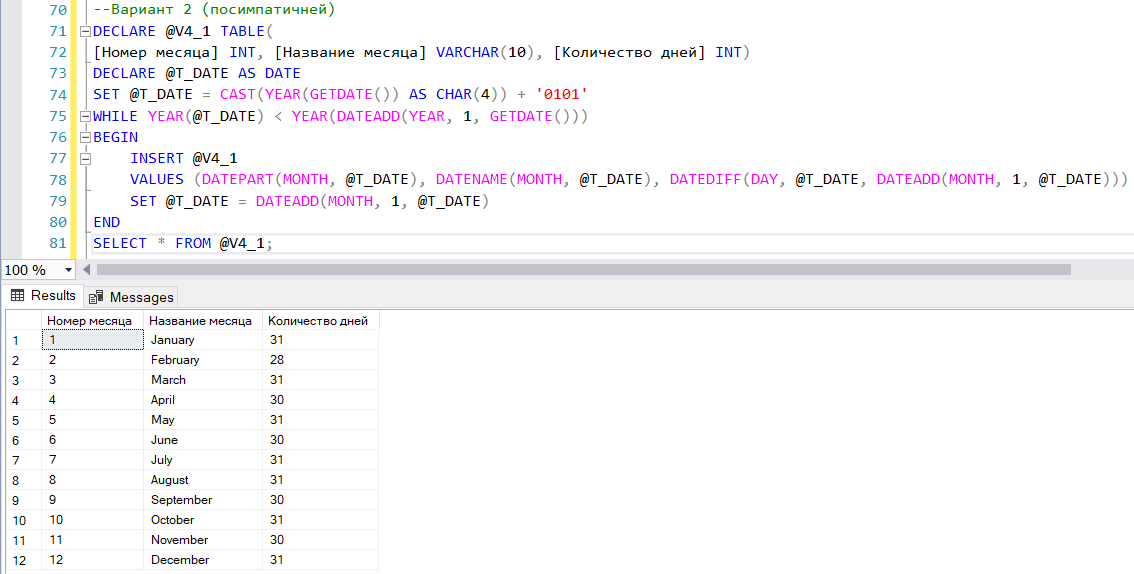 70 --Вариант 2 (посимпатичней)
71 DECLARE @V4_1 TABLE(
72 [Номер месяца] INT, [Название месяца] VARCHAR(10), [Количество дней] INT)
73 DECLARE @T_DATE AS DATE
74 SET @T_DATE = CAST(YEAR(GETDATE()) AS CHAR(4)) + '0101'
75 WHILE YEAR(@T_DATE) < YEAR(DATEADD(YEAR, 1, GETDATE()))
76 BEGIN
77 INSERT @V4_1
78 VALUES (DATEPART(MONTH, @T_DATE), DATENAME(MONTH, @T_DATE), DATEDIFF(DAY, @T_DATE, DATEADD(MONTH, 1, @T_DATE)))
79 SET @T_DATE = DATEADD(MONTH, 1, @T_DATE)
80 END
81 SELECT * FROM @V4_1;
100 %
Results Messages
Номер месяца Название месяца Количество дней
1 1 January 31
2 2 February 28
3 3 March 31
4 4 April 30
5 5 May 31
6 6 June 30
7 7 July 31
8 8 August 31
9 9 September 30
10 10 October 31
11 11 November 30
12 12 December 31